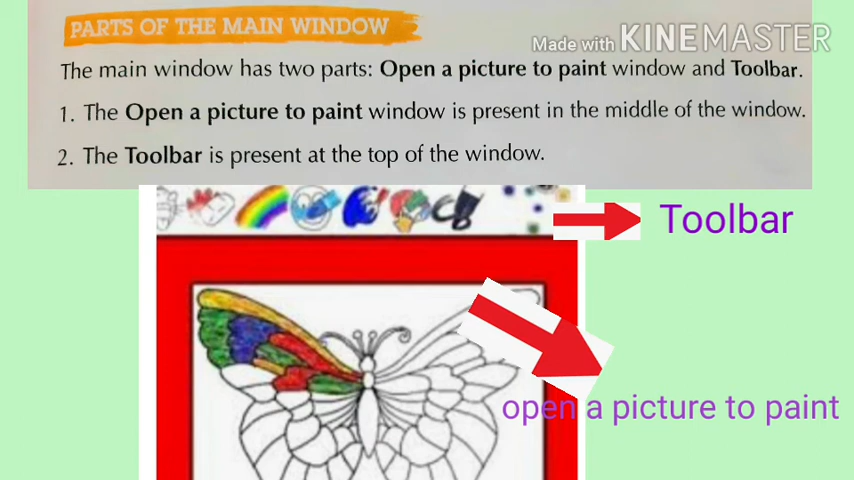 PARTS OF THE MAIN WINDOW
Made with KINEMASTER
The main window has two parts: Open a picture to paint window and Toolbar.
1. The Open a picture to paint window is present in the middle of the window.
2. The Toolbar is present at the top of the window.
Toolbar
open a picture to paint